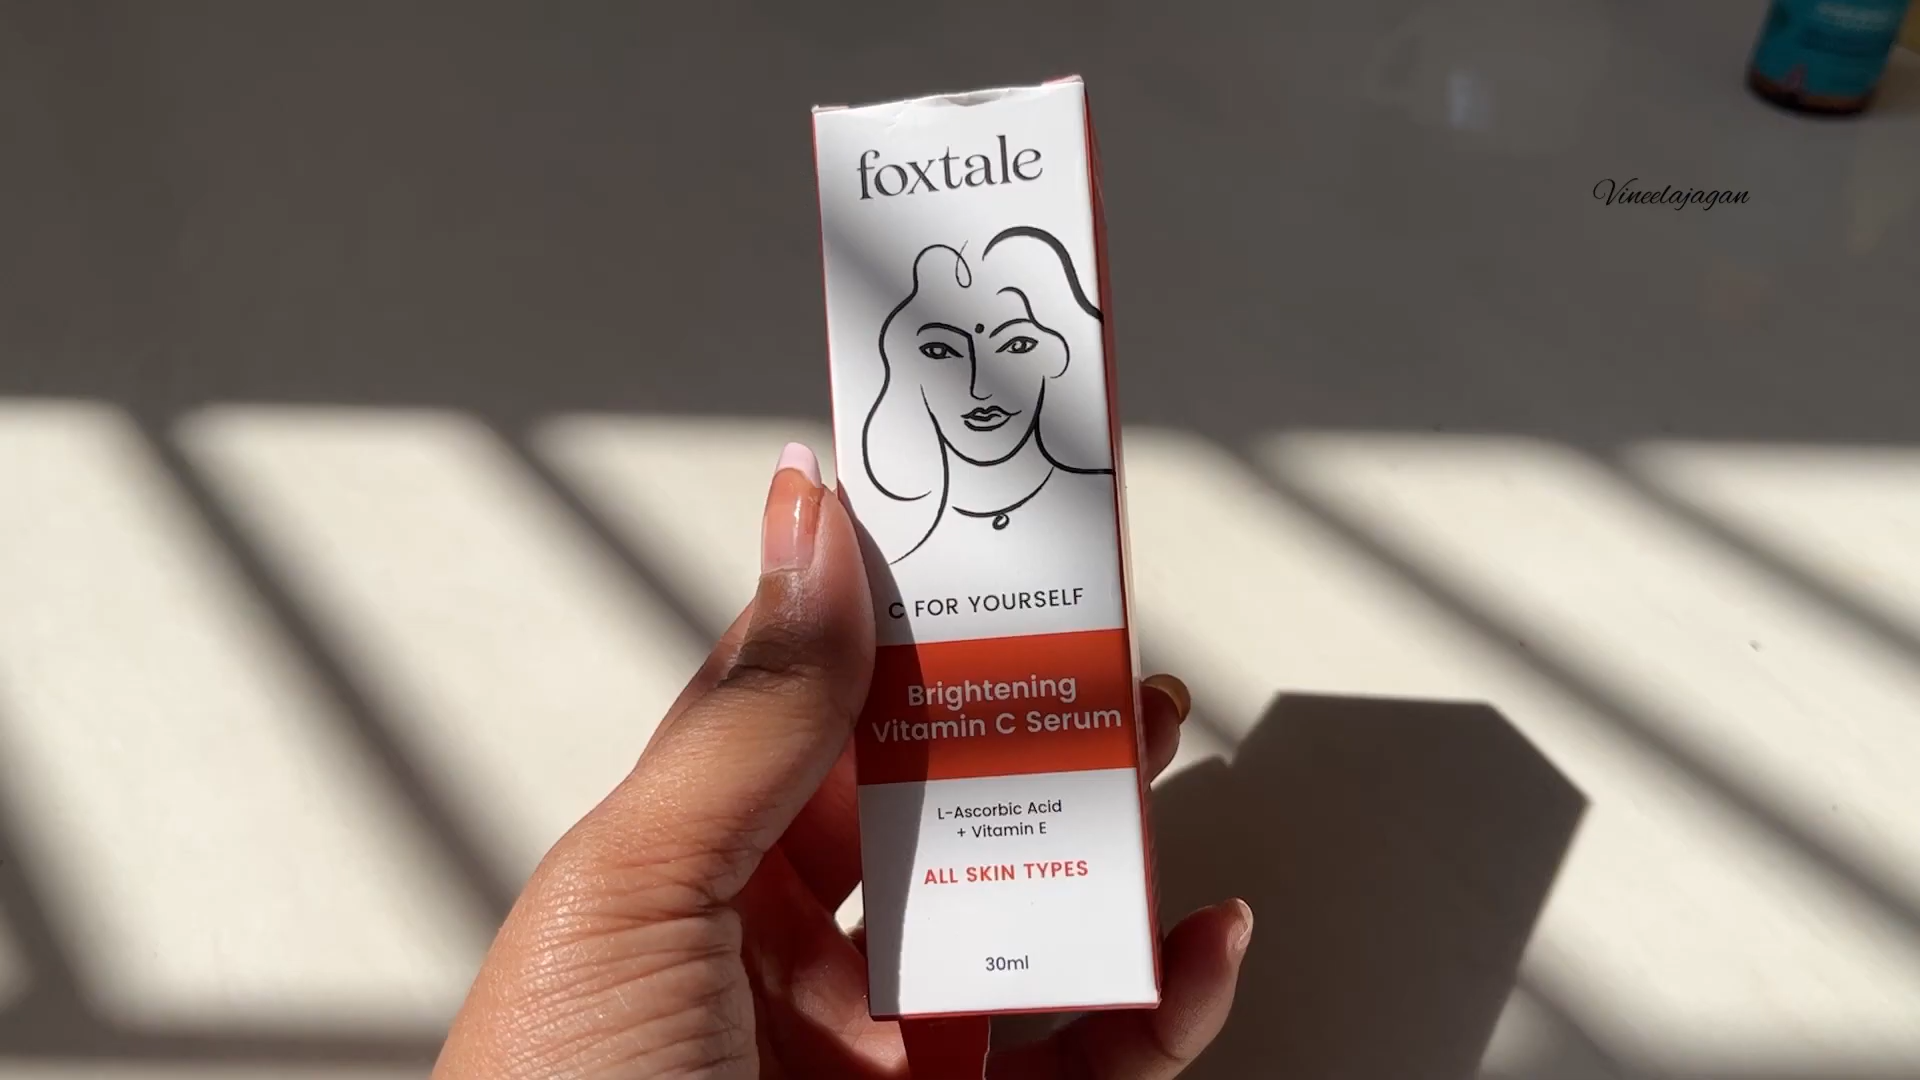 foxtale
Vineelajagan
C FOR YOURSELF
Brightening
Vitamin C Serum
L-Ascorbic Acid
+ Vitamin E
ALL SKIN TYPES
30ml